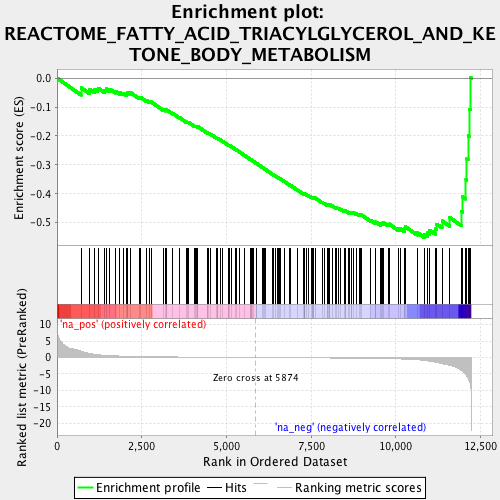 Enrichment plot:
REACTOME_FATTY_ACID_TRIACYLGLYCEROL_AND_KE
TONE_BODY_METABOLISM
Enrichment score (ES)
0.0
-0.1
-0.2
-0.3
-0.4
-0.5
'na_pos' (positively correlated)
Ranked list metric (PreRanked)
10
5
0
-5
-10
-15
-20
Zero cross at 5874
'na_neg' (negatively correlated)
0
2,500
5,000
7,500
10,000
12,500
Rank in Ordered Dataset
Enrichment profile
Hits
Ranking metric scores